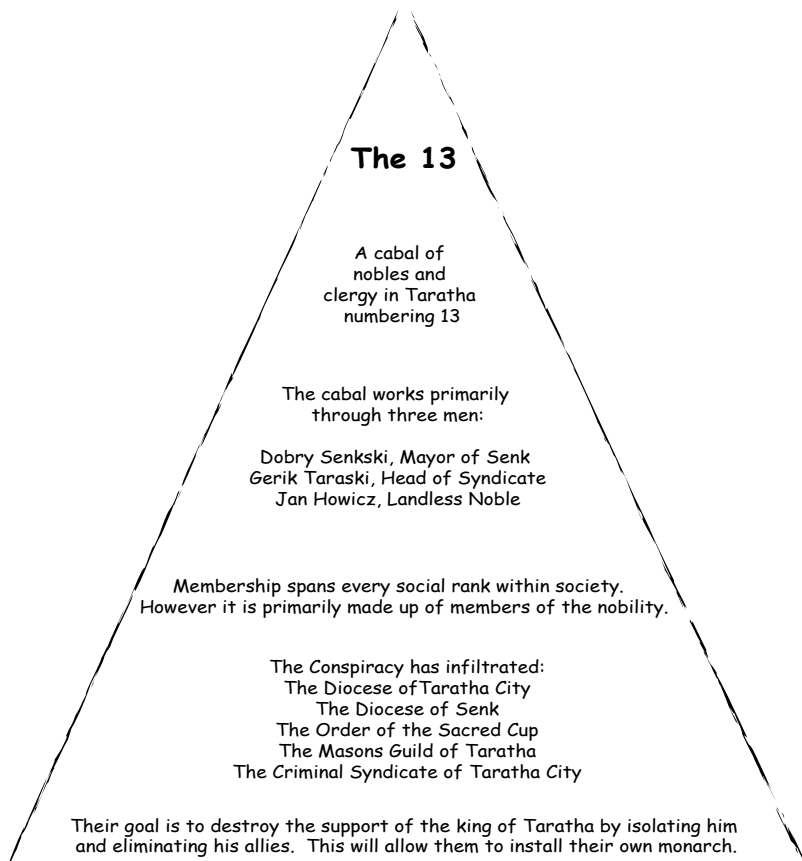 The 13
A cabal of
nobles and
clergy in Taratha
numbering 13
The cabal works primarily
through three men:
Dobry Senkski, Mayor of Senk
Gerik Taraski, Head of Syndicate
Jan Howicz, Landless Noble
Membership spans every social rank within society.
However it is primarily made up of members of the nobility.
The Conspiracy has infiltrated:
The Diocese ofTaratha City
The Diocese of Senk
The Order of the Sacred Cup
The Masons Guild of Taratha
The Criminal Syndicate of Taratha City
Their goal is to destroy the support of the king of Taratha by isolating him
and eliminating his allies.  This will allow them to install their own monarch.